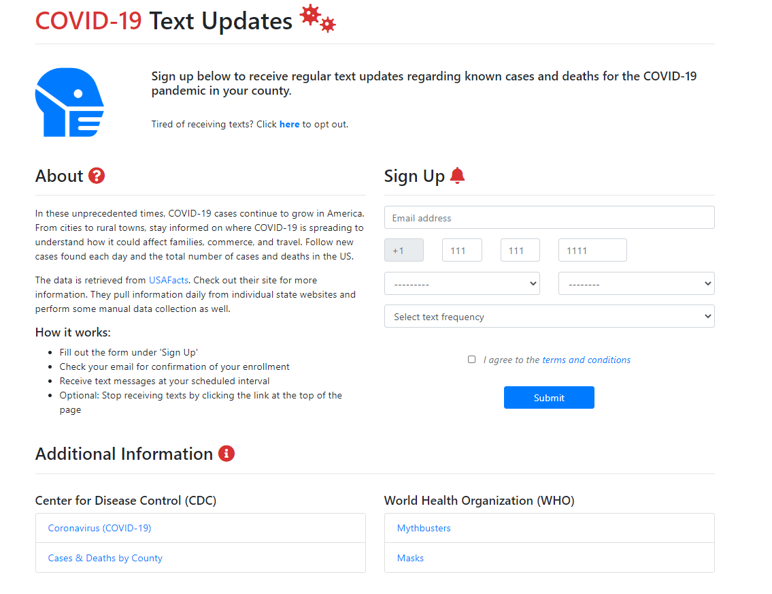 COVID-19 Text Updates
Sign up below to receive regular text updates regarding known cases and deaths for the COVID-19
pandemic in your county.
Tired of receiving texts? Click here to opt out.
About
In these unprecedented times, COVID-19 cases continue to grow in America.
From cities to rural towns, stay informed on where COVID-19 is spreading to
understand how it could affect families, commerce, and travel. Follow new
cases found each day and the total number of cases and deaths in the US.
The data is retrieved from USAFacts. Check out their site for more
information. They pull information daily from individual state websites and
perform some manual data collection as well.
How it works:
• Fill out the form under 'Sign Up'
• Check your email for confirmation of your enrollment
• Receive text messages at your scheduled interval
• Optional: Stop receiving texts by clicking the link at the top of the
page
Sign Up
Email address
+1 111 111 1111
--------- --------
Select text frequency
I agree to the terms and conditions
Submit
Additional Information
Center for Disease Control (CDC)
Coronavirus (COVID-19)
Cases & Deaths by County
World Health Organization (WHO)
Mythbusters
Masks